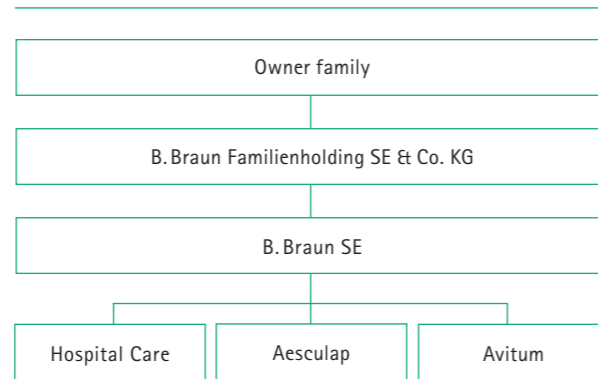 Owner family
B. Braun Familienholding SE & Co. KG
B. Braun SE
Hospital Care
Aesculap
Avitum